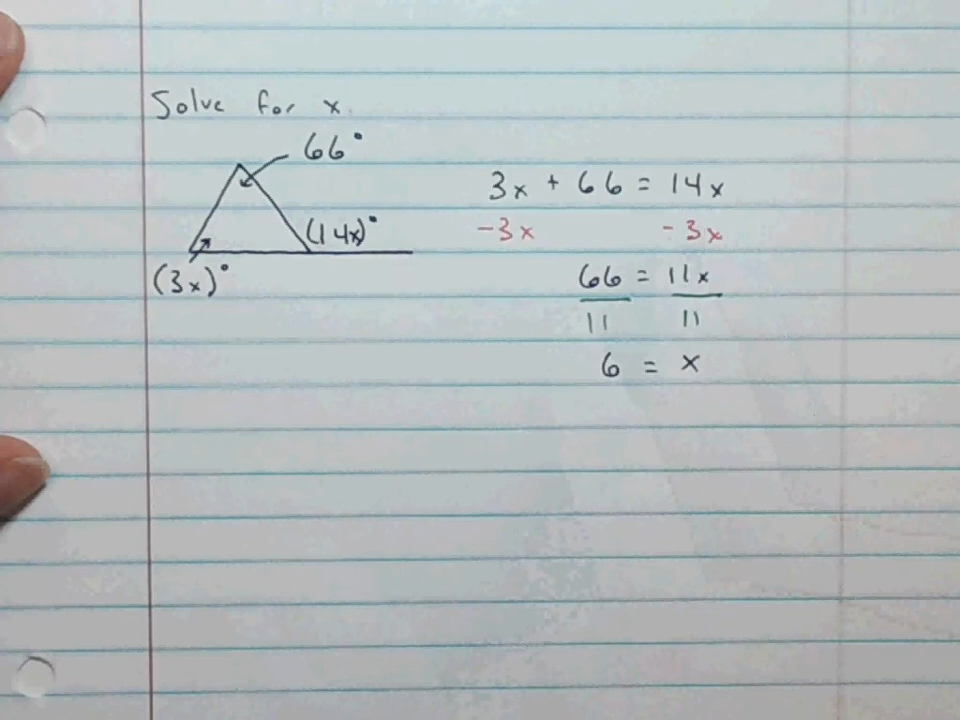 Solve for x.
66°
(14x)°
(3x)°
3x + 66 = 14x
-3x -3x
66 = 11x
11 11
6 = x